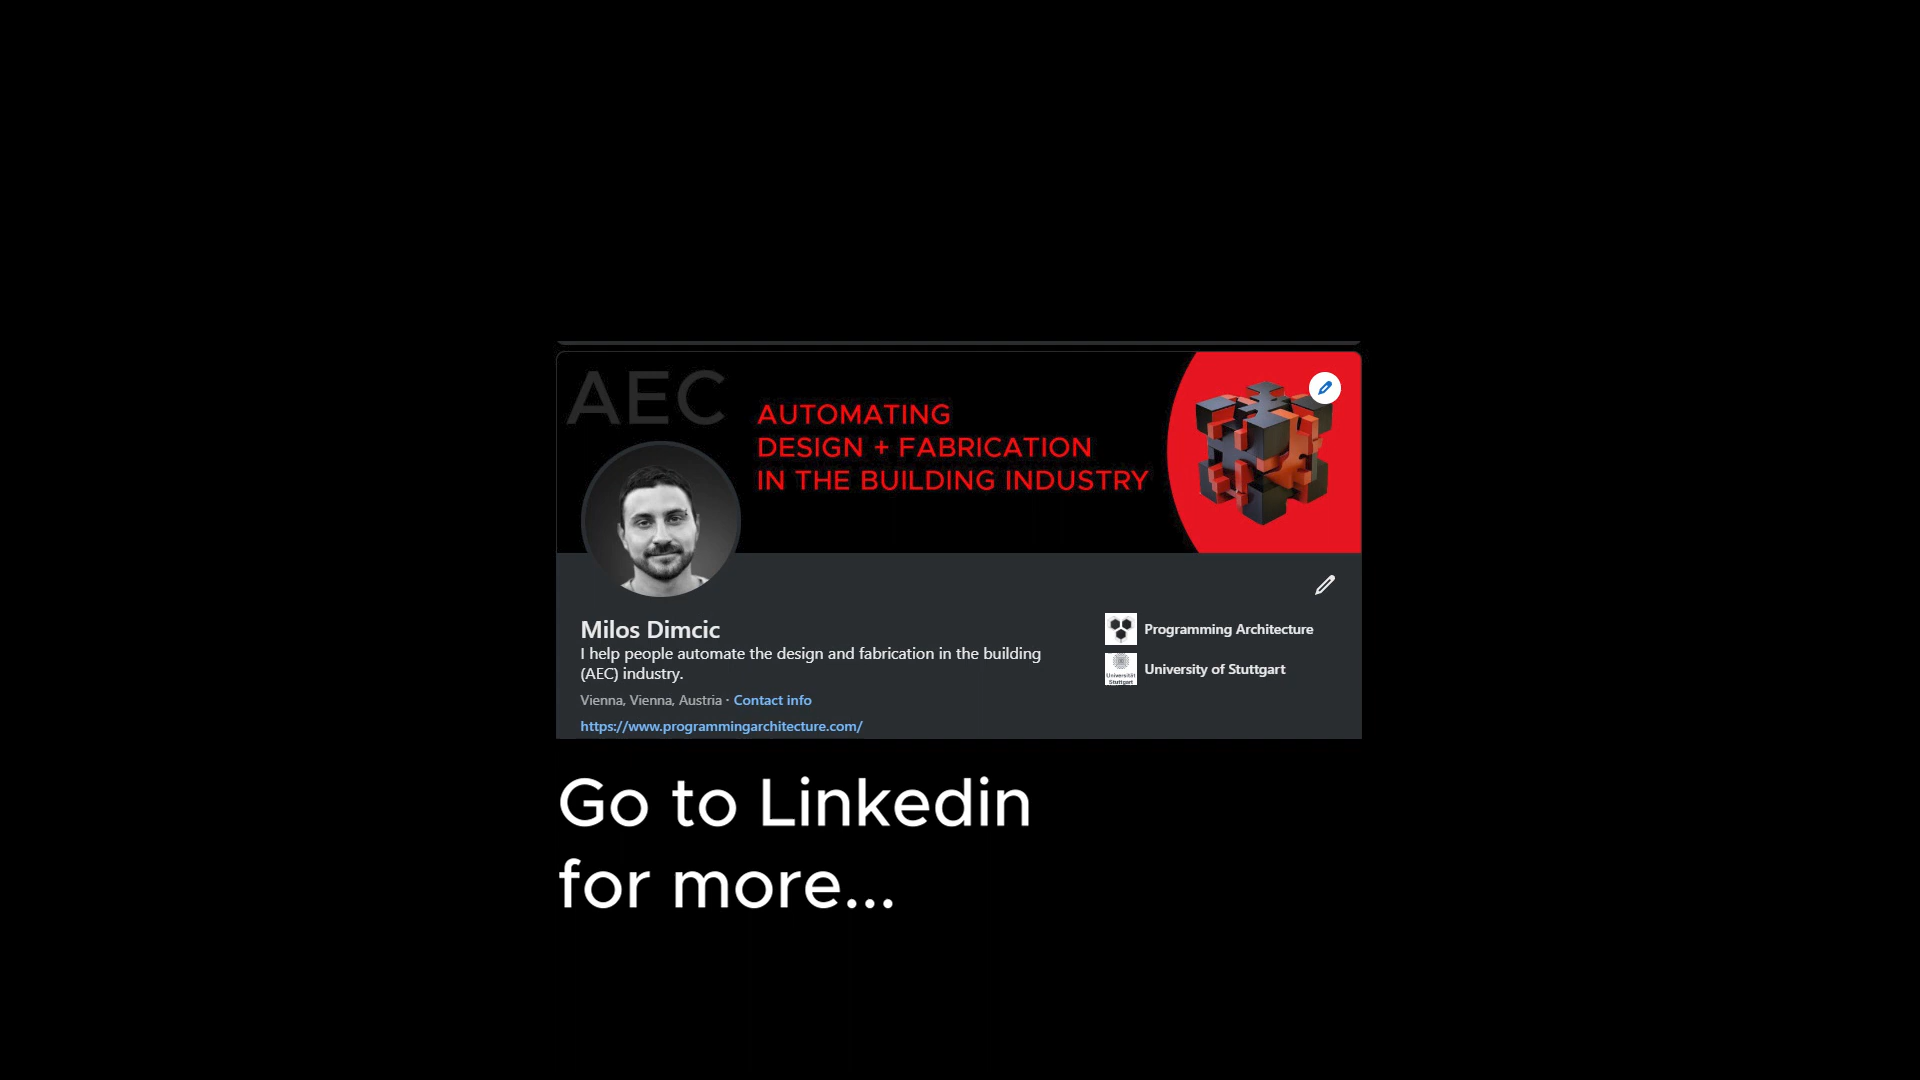 AEC
AUTOMATING
DESIGN + FABRICATION
IN THE BUILDING INDUSTRY
Milos Dimcic
I help people automate the design and fabrication in the building
(AEC) industry.
Vienna, Vienna, Austria · Contact info
https://www.programmingarchitecture.com/
Programming Architecture
Universität
Stuttgart
University of Stuttgart
Go to Linkedin
for more...